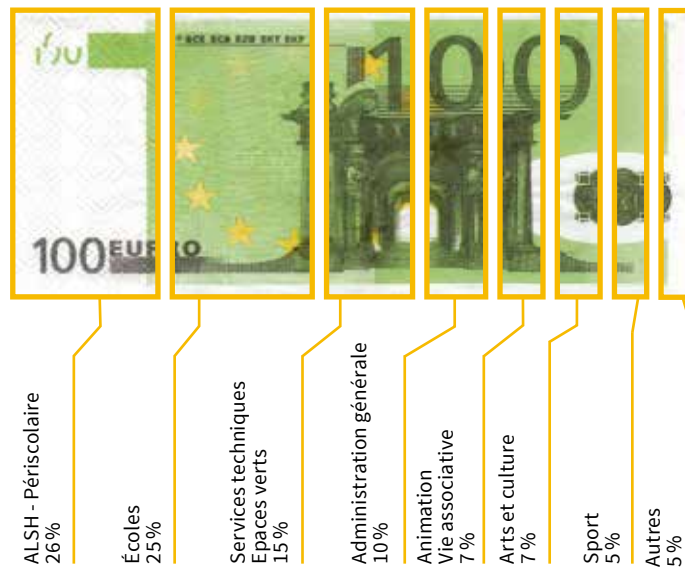 100
100
EURO
ALSH - Périscolaire
26 %
Écoles
25 %
Services techniques
Epaces verts
15 %
Administration générale
10 %
Animation
Vie associative
7 %
Arts et culture
7 %
Sport
5 %
Autres
5 %